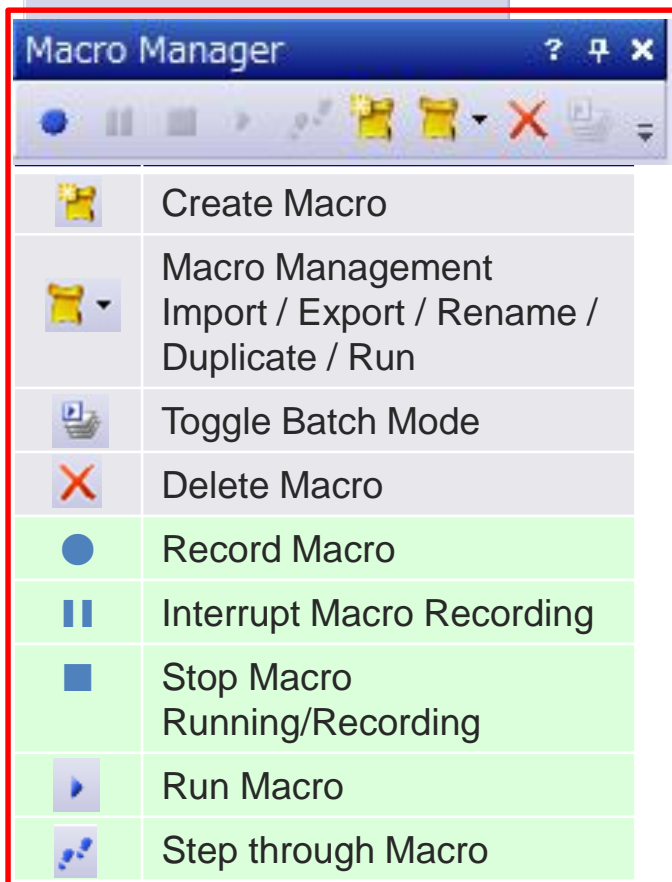 Macro Manager
Create Macro
Macro Management
Import / Export / Rename /
Duplicate / Run
Toggle Batch Mode
Delete Macro
Record Macro
Interrupt Macro Recording
Stop Macro
Running/Recording
Run Macro
Step through Macro